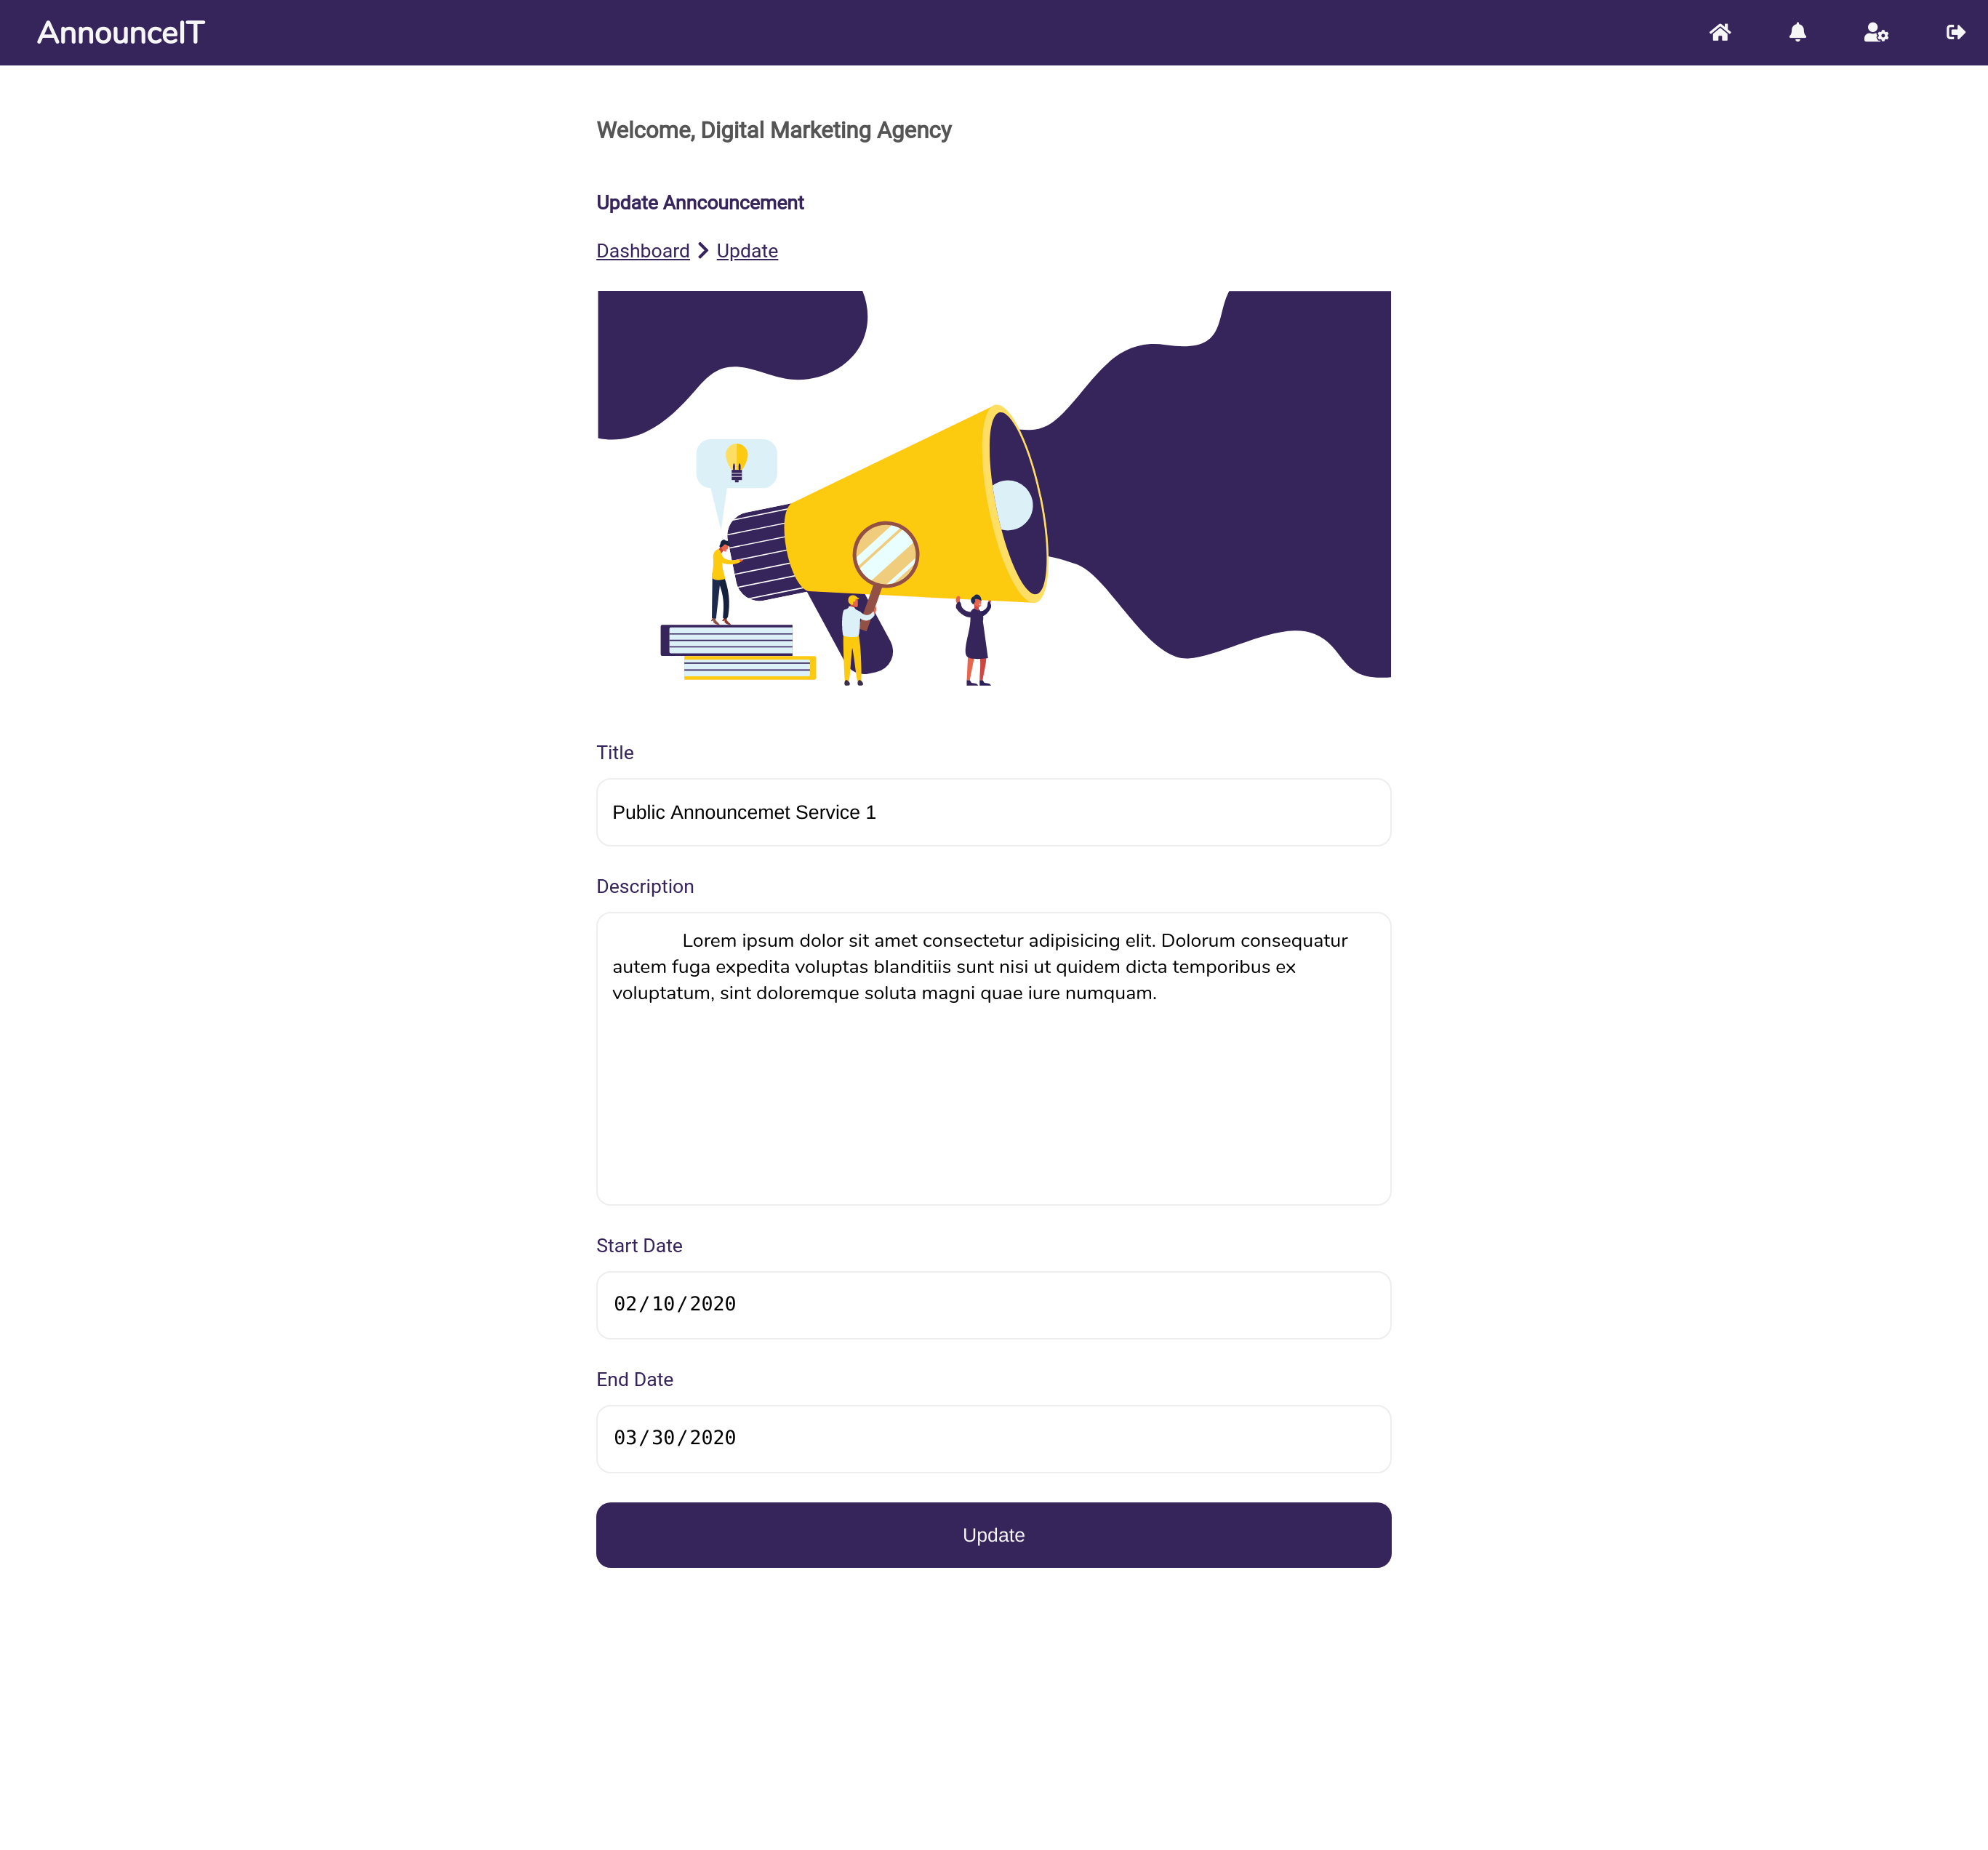 AnnounceIT
Welcome, Digital Marketing Agency
Update Anncouncement
Dashboard Update
Title
Public Announcemet Service 1
Description
Lorem ipsum dolor sit amet consectetur adipisicing elit. Dolorum consequatur
autem fuga expedita voluptas blanditiis sunt nisi ut quidem dicta temporibus ex
voluptatum, sint doloremque soluta magni quae iure numquam.
Start Date
02/10/2020
End Date
03/30/2020
Update